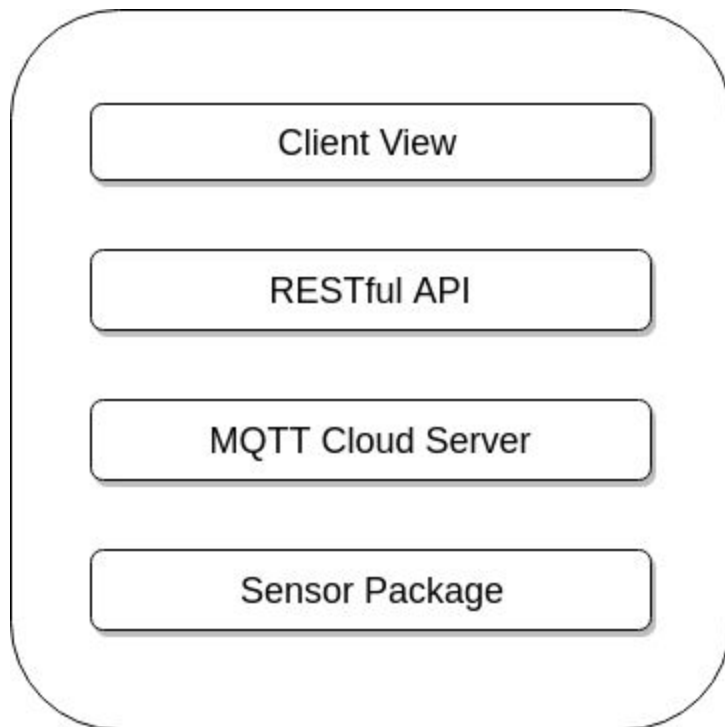 Client View
RESTful API
MQTT Cloud Server
Sensor Package